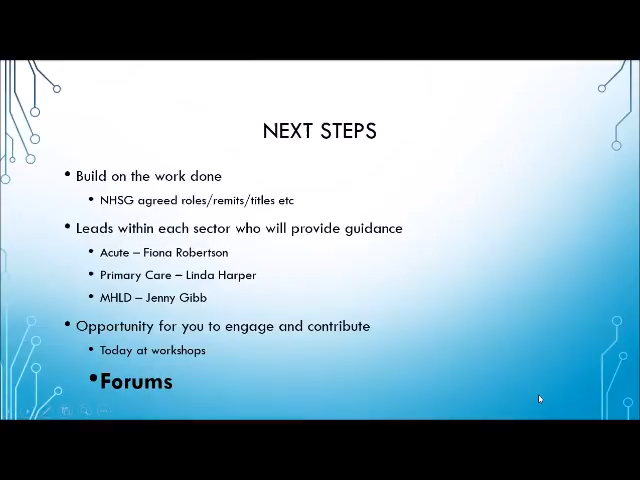 NEXT STEPS
• Build on the work done
• NHSG agreed roles/remits/titles etc
• Leads within each sector who will provide guidance
• Acute – Fiona Robertson
• Primary Care – Linda Harper
• MHLD – Jenny Gibb
• Opportunity for you to engage and contribute
• Today at workshops
• Forums